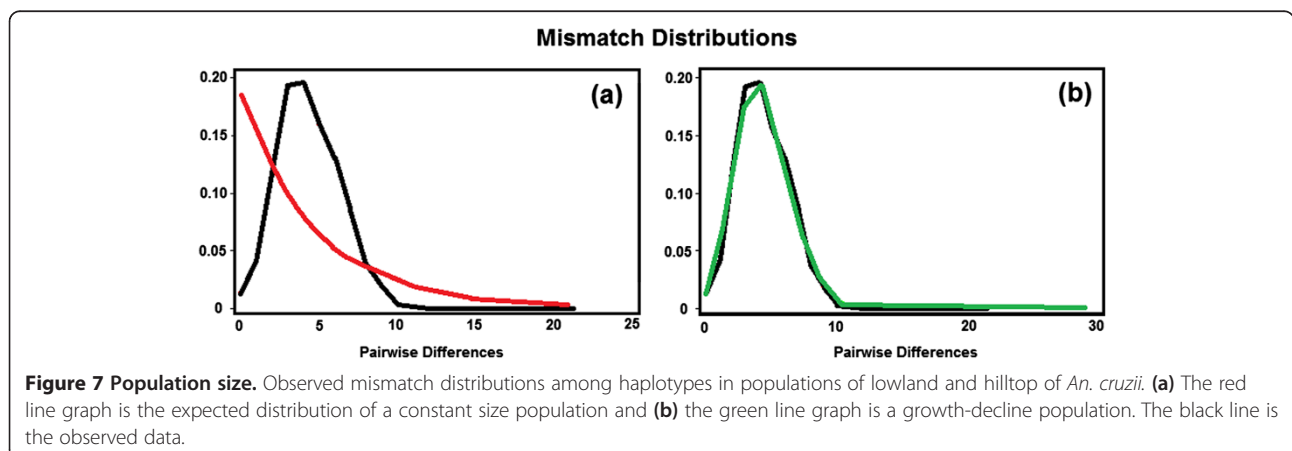 Mismatch Distributions
(a)
0.20
0.15
0.10
0.05
0
0 5 10 15 20 25
Pairwise Differences
(b)
0.20
0.15
0.10
0.05
0
0 10 20 30
Pairwise Differences
Figure 7 Population size. Observed mismatch distributions among haplotypes in populations of lowland and hilltop of An. cruzii. (a) The red
line graph is the expected distribution of a constant size population and (b) the green line graph is a growth-decline population. The black line is
the observed data.